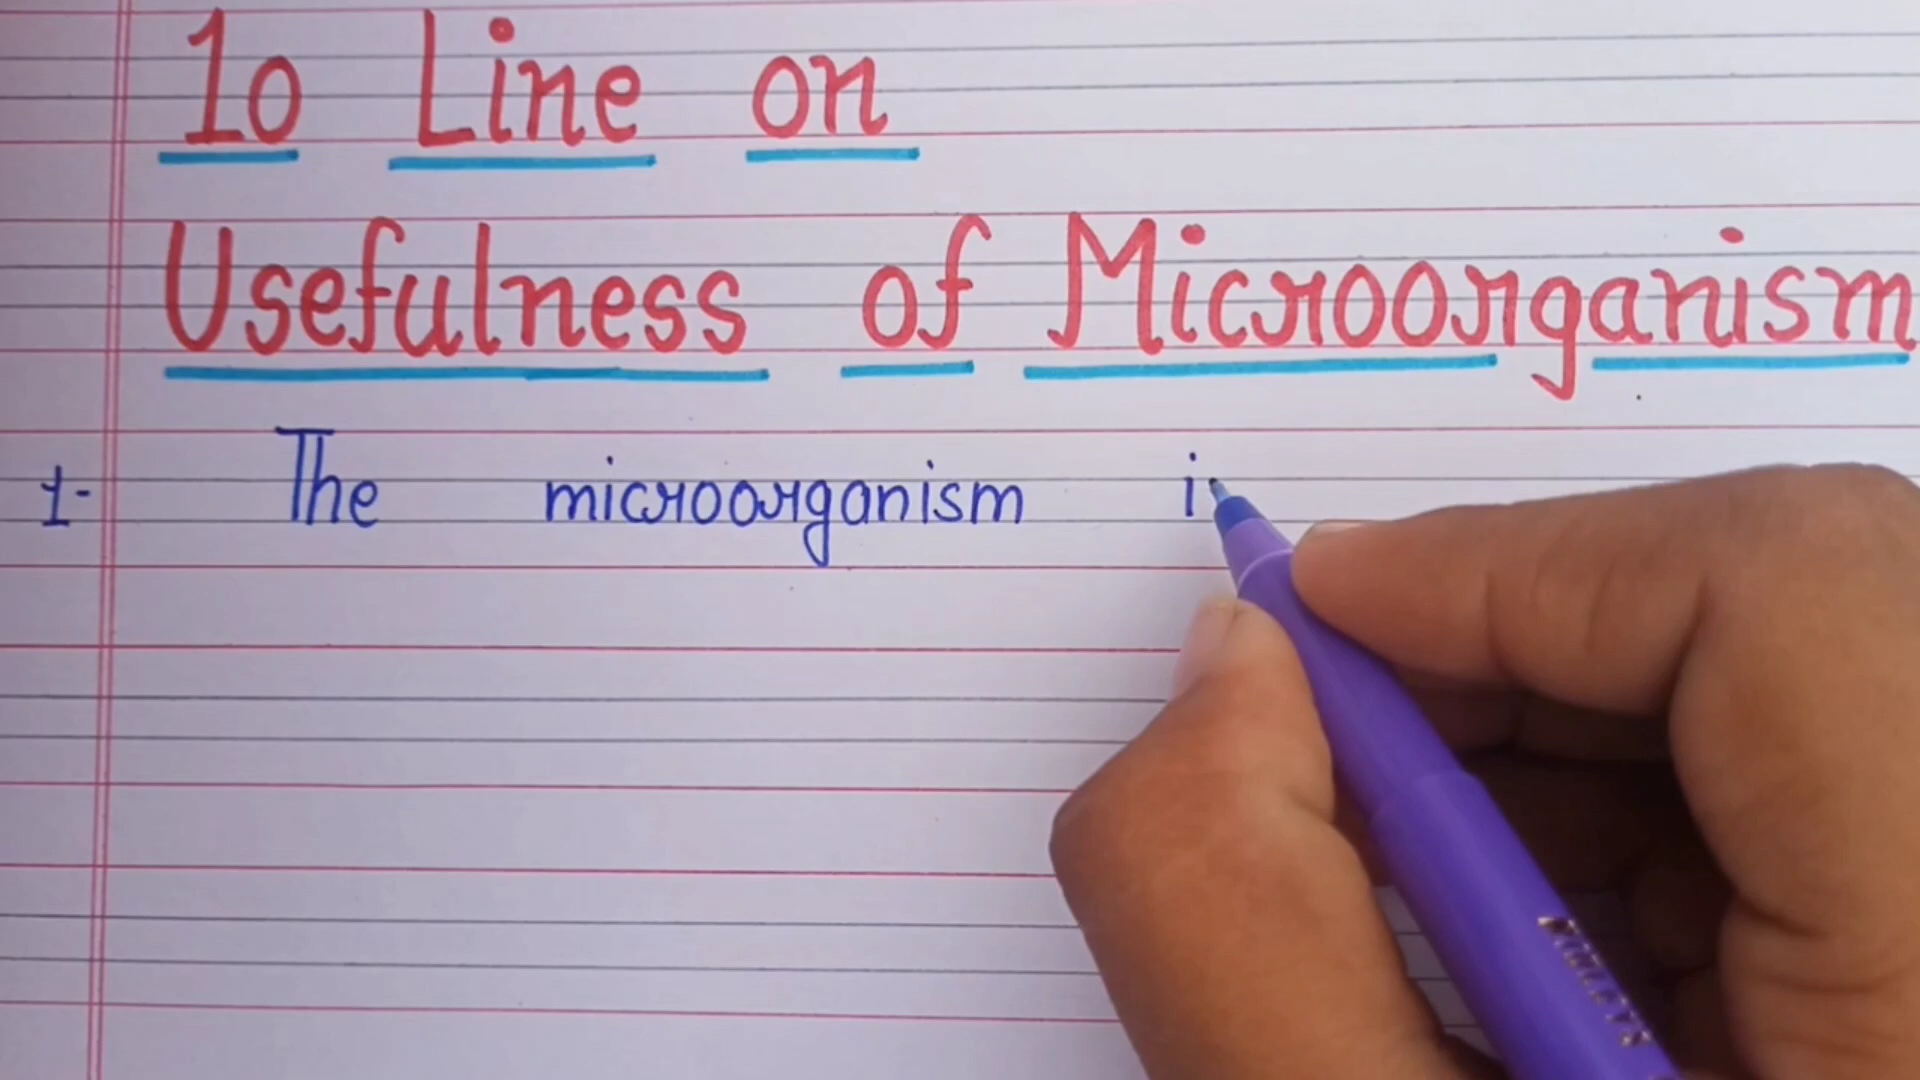 10 Line on
Usefulness of Microorganism
1- The microorganism i